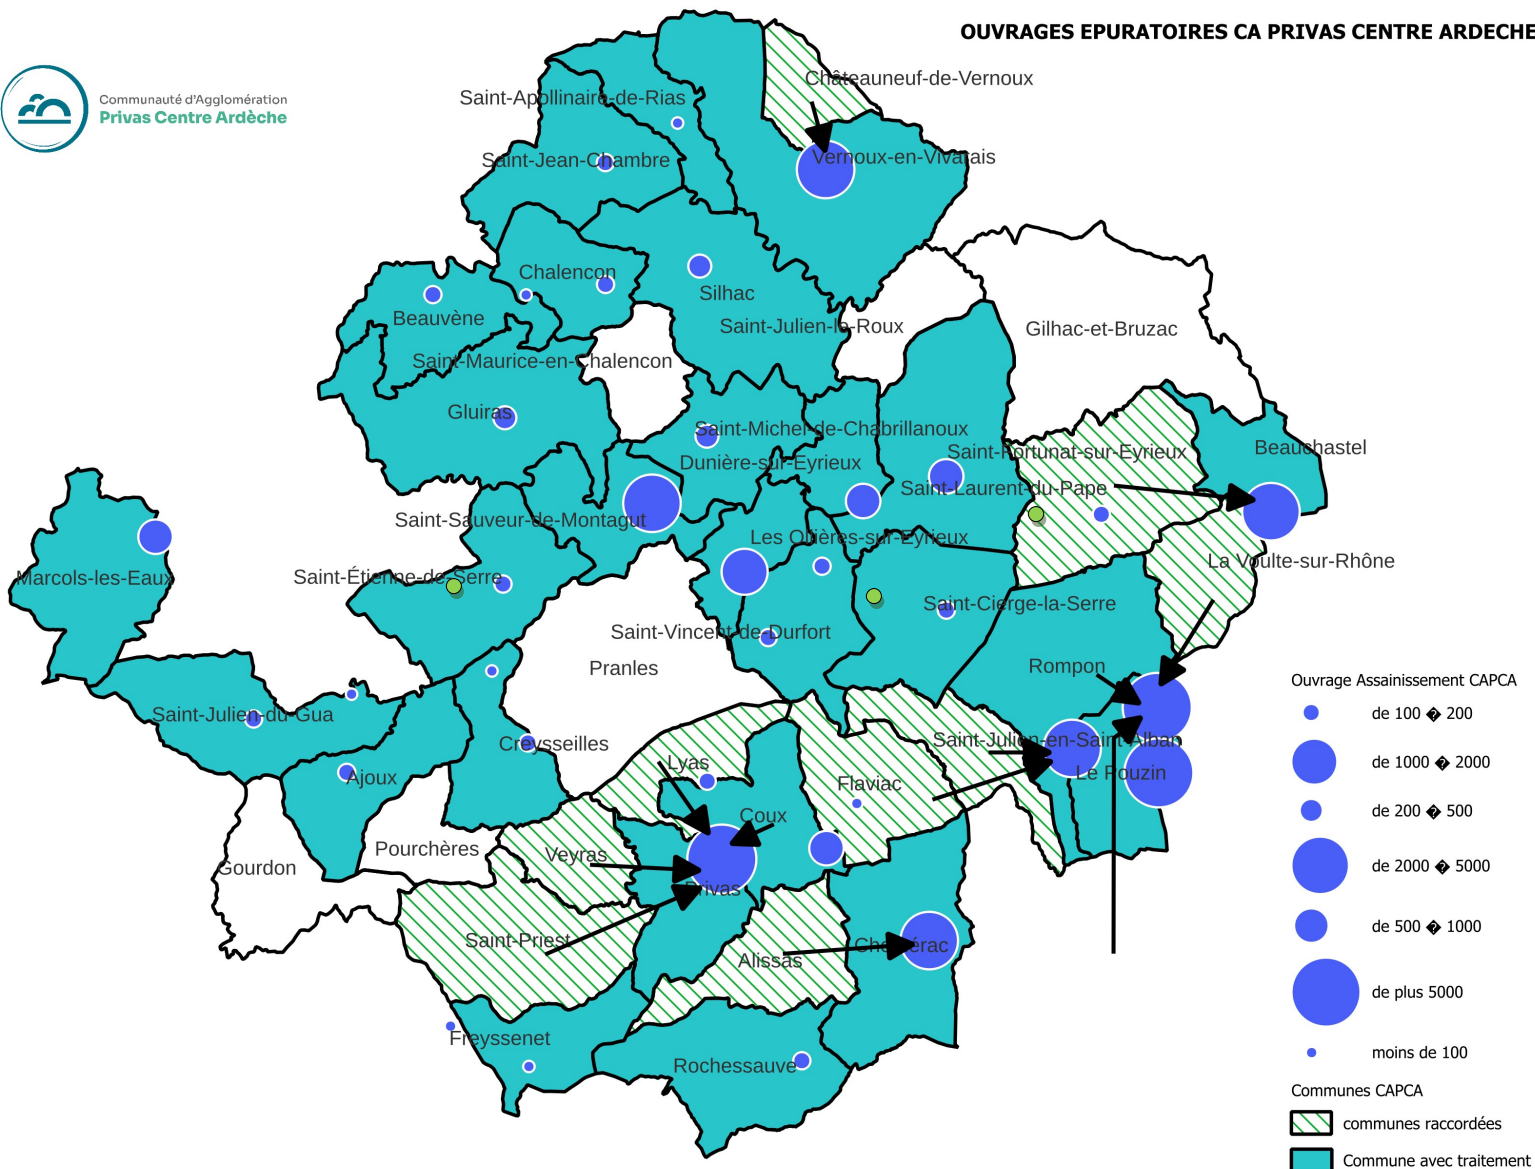 OUVRAGES EPURATOIRES CA PRIVAS CENTRE ARDECHE
Communauté d'Agglomération
Privas Centre Ardèche
Châteauneuf-de-Vernoux
Saint-Apollinaire-de-Rias
Vernoux-en-Vivarais
Saint-Jean-Chambre
Chalencon
Silhac
Beauvène
Saint-Julien-le-Roux
Gilhac-et-Bruzac
Saint-Maurice-en-Chalencon
Gluiras
Saint-Michel-de-Chabrillanoux
Beauchastel
Saint-Fortunat-sur-Eyrieux
Dunière-sur-Eyrieux
Saint-Laurent-du-Pape
Saint-Sauveur-de-Montagut
Les Ollières-sur-Eyrieux
La Voulte-sur-Rhône
Marcols-les-Eaux
Saint-Étienne-de-Serre
Saint-Cierge-la-Serre
Saint-Vincent-de-Durfort
Pranles
Rompon
Saint-Julien-du-Gua
Creysseilles
Saint-Julien-en-Saint-Alban
Lyas
Ajoux
Flaviac
Le Pouzin
Coux
Pourchères
Veyras
Gourdon
Privas
Saint-Priest
Alissas
Chomérac
Freyssenet
Rochessauve
Ouvrage Assainissement CAPCA
de 100 � 200
de 1000 � 2000
de 200 � 500
de 2000 � 5000
de 500 � 1000
de plus 5000
moins de 100
Communes CAPCA
communes raccordées
Commune avec traitement